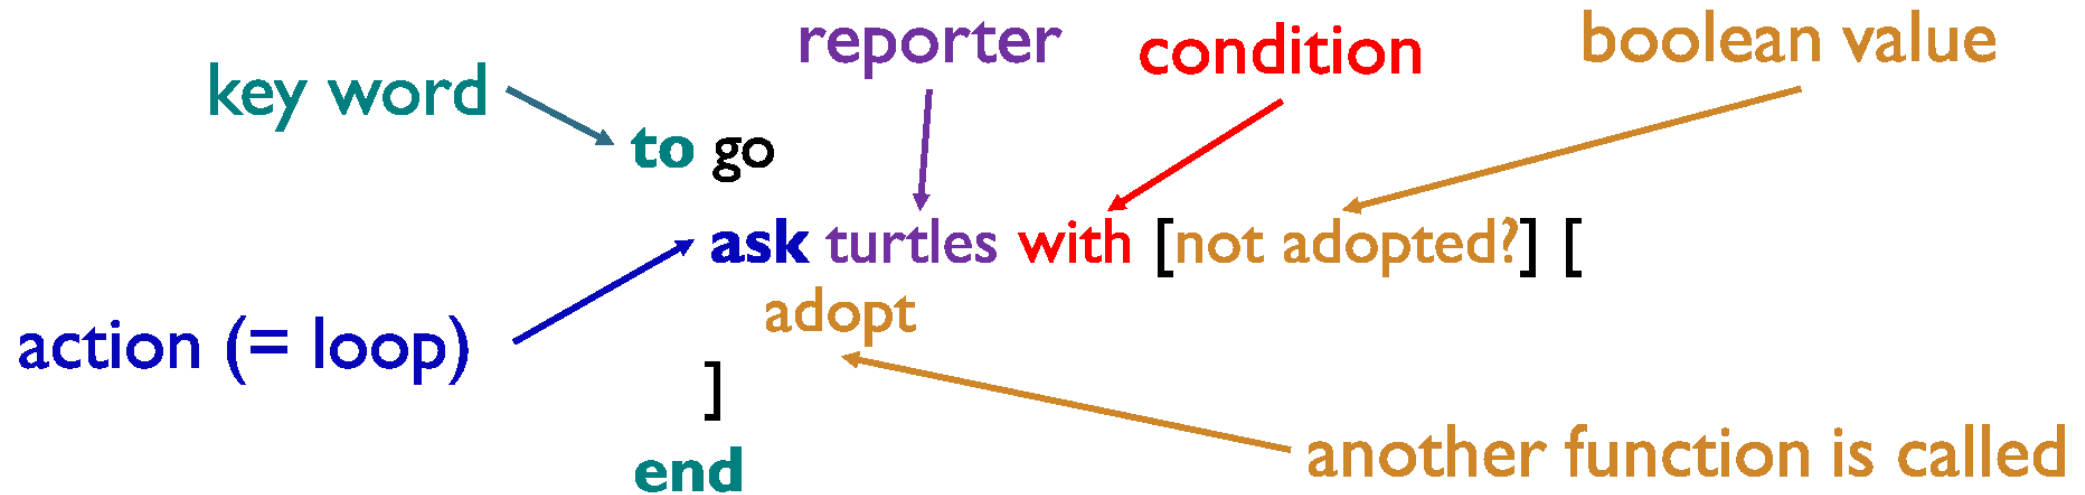 reporter
condition
boolean value
key word
to go
ask turtles with [not adopted?] [
adopt
action (= loop)
]
end
another function is called